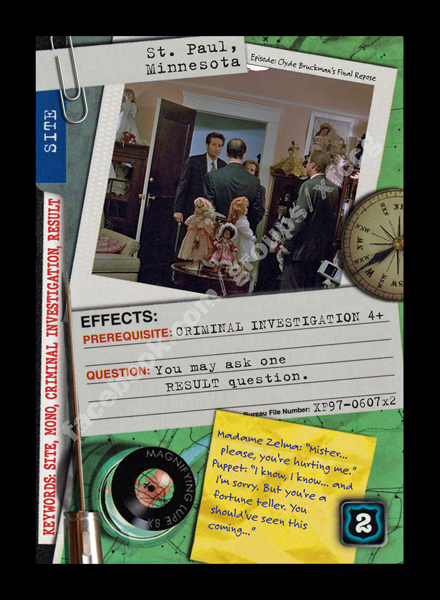 St. Paul,
Minnesota
Episode: Clyde Bruckman's Final Repose
SITE
KEYWORDS: SITE, MONO, CRIMINAL INVESTIGATION, RESULT
EFFECTS:
PREREQUISITE: CRIMINAL INVESTIGATION 4+
QUESTION: You may ask one
RESULT question.
Bureau File Number: XF97-0607x2
MAGNIFYING LUPE 8X
Madame Zelma: "Mister...
please, you're hurting me."
Puppet: "I know, I know... and
I'm sorry. But you're a
fortune teller. You
should've seen this
coming..."
2
facebook.com/groups/